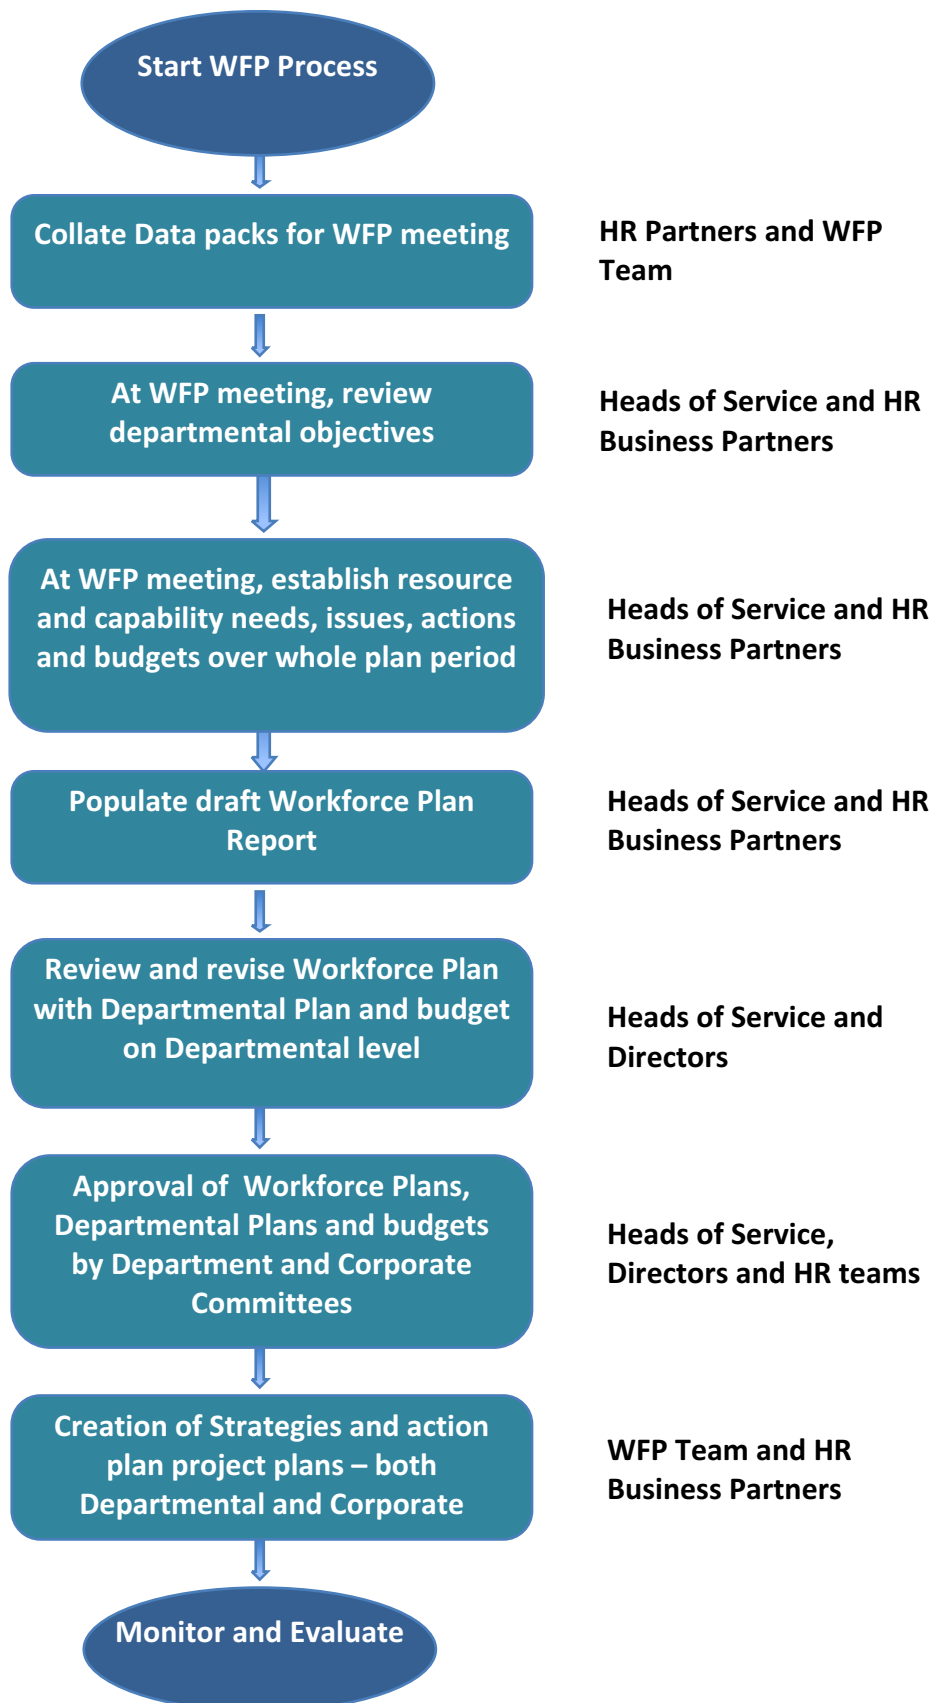 Start WFP Process
Collate Data packs for WFP meeting
HR Partners and WFP
Team
At WFP meeting, review
departmental objectives
Heads of Service and HR
Business Partners
At WFP meeting, establish resource
and capability needs, issues, actions
and budgets over whole plan period
Heads of Service and HR
Business Partners
Populate draft Workforce Plan
Report
Heads of Service and HR
Business Partners
Review and revise Workforce Plan
with Departmental Plan and budget
on Departmental level
Heads of Service and
Directors
Approval of  Workforce Plans,
Departmental Plans and budgets
by Department and Corporate
Committees
Heads of Service,
Directors and HR teams
Creation of Strategies and action
plan project plans – both
Departmental and Corporate
WFP Team and HR
Business Partners
Monitor and Evaluate